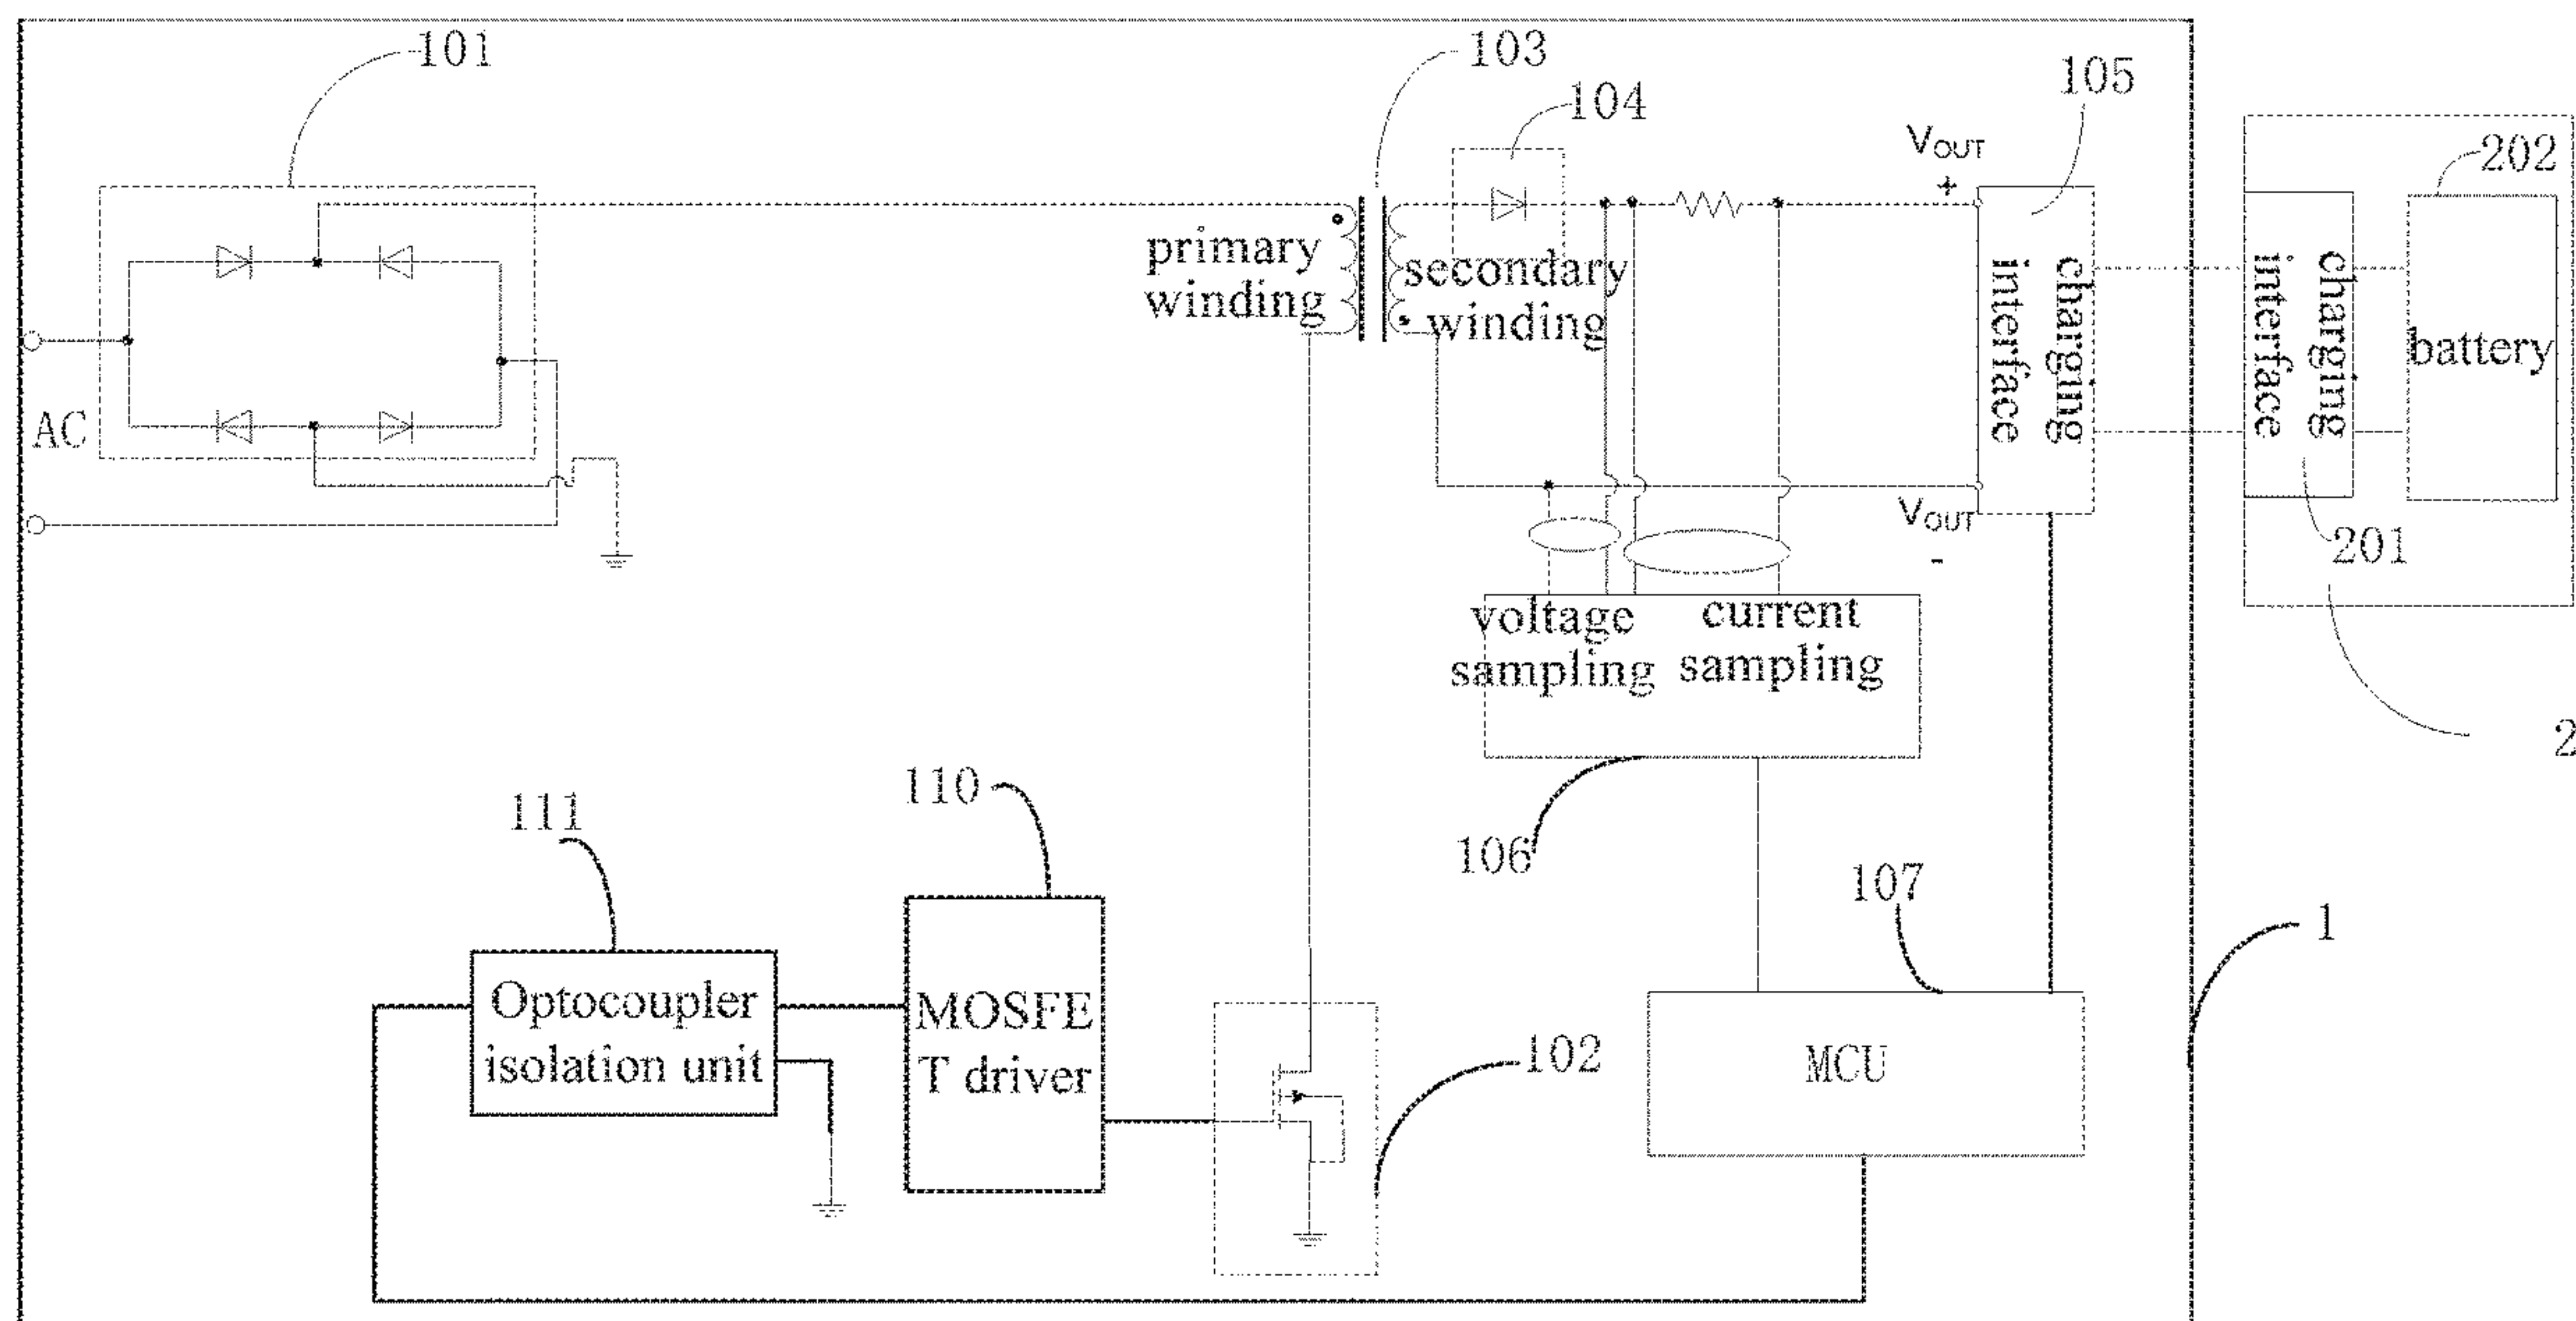 101
103
104
105
202
VOUT
+
primary
winding
secondary
winding
charging
interface
charging
interface
battery
AC
VOUT
-
201
voltage
sampling
current
sampling
2
110
111
106
107
1
Optocoupler
isolation unit
MOSFE
T driver
102
MCU